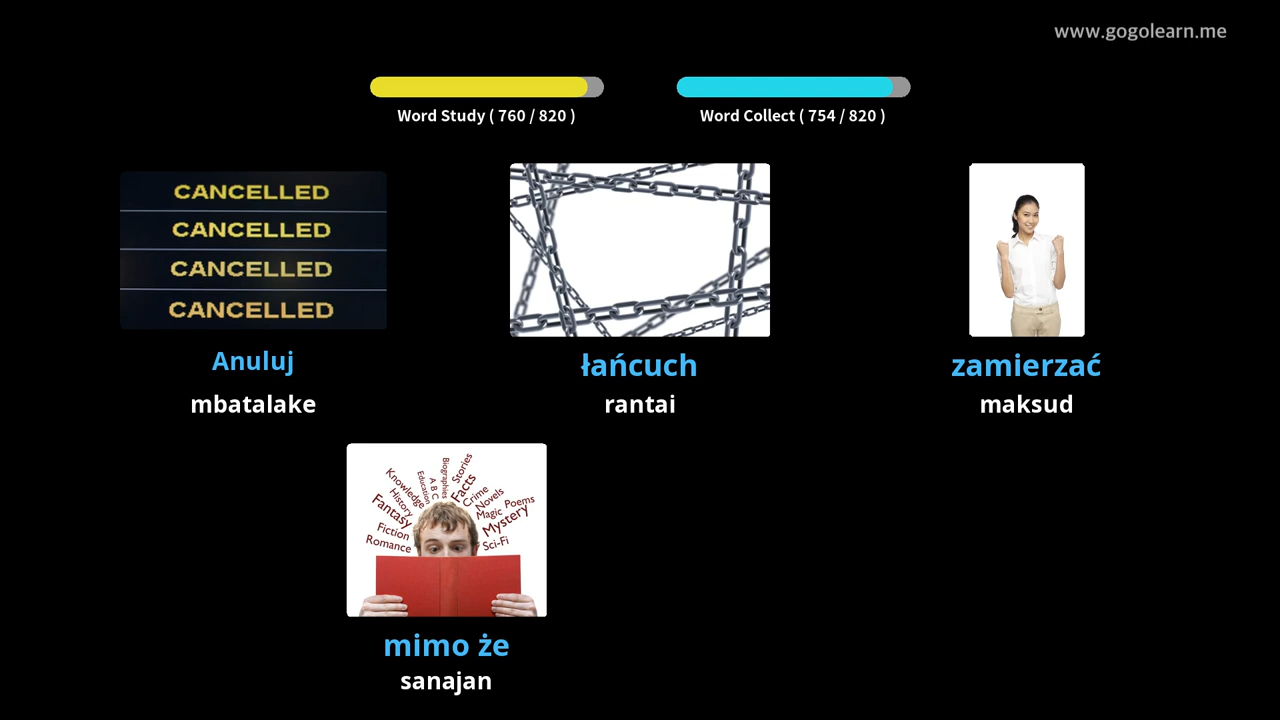 www.gogolearn.me
Word Study ( 760 / 820 )
Word Collect ( 754 / 820 )
CANCELLED
CANCELLED
CANCELLED
CANCELLED
Anuluj
mbatalake
łańcuch
rantai
zamierzać
maksud
Knowledge
History
Fantasy
Fiction
Romance
Education
A B C
Biographies
Stories
Facts
Crime
Novels
Magic
Poems
Mystery
Sci-Fi
mimo że
sanajan